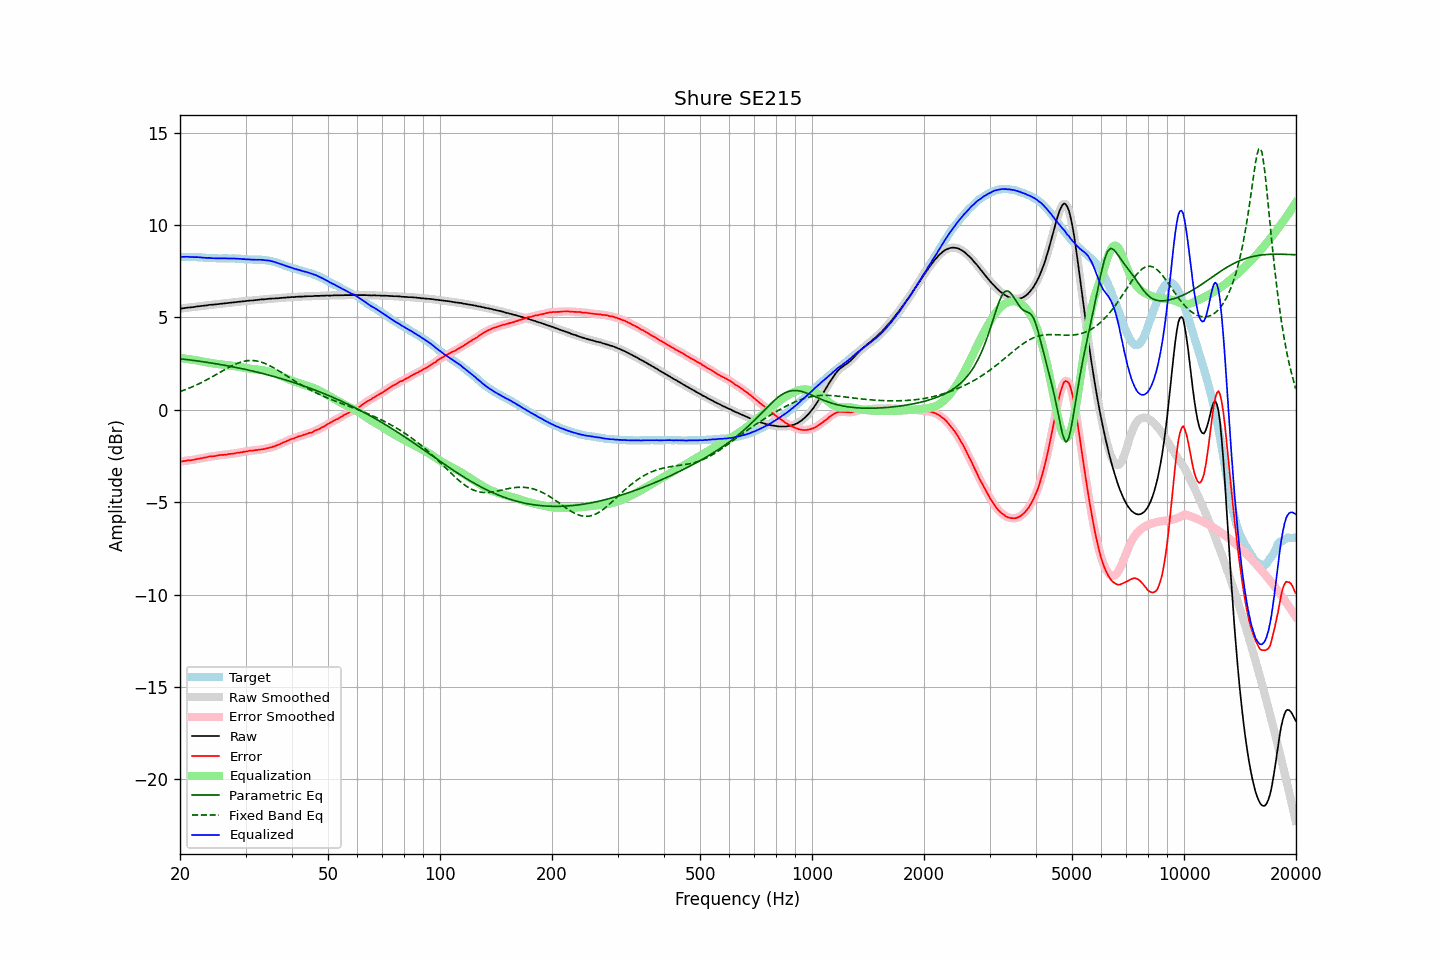 Shure SE215
Amplitude (dBr)
15
10
5
0
−5
−10
−15
−20
Target
Raw Smoothed
Error Smoothed
Raw
Error
Equalization
Parametric Eq
Fixed Band Eq
Equalized
20 50 100 200 500 1000 2000 5000 10000 20000
Frequency (Hz)